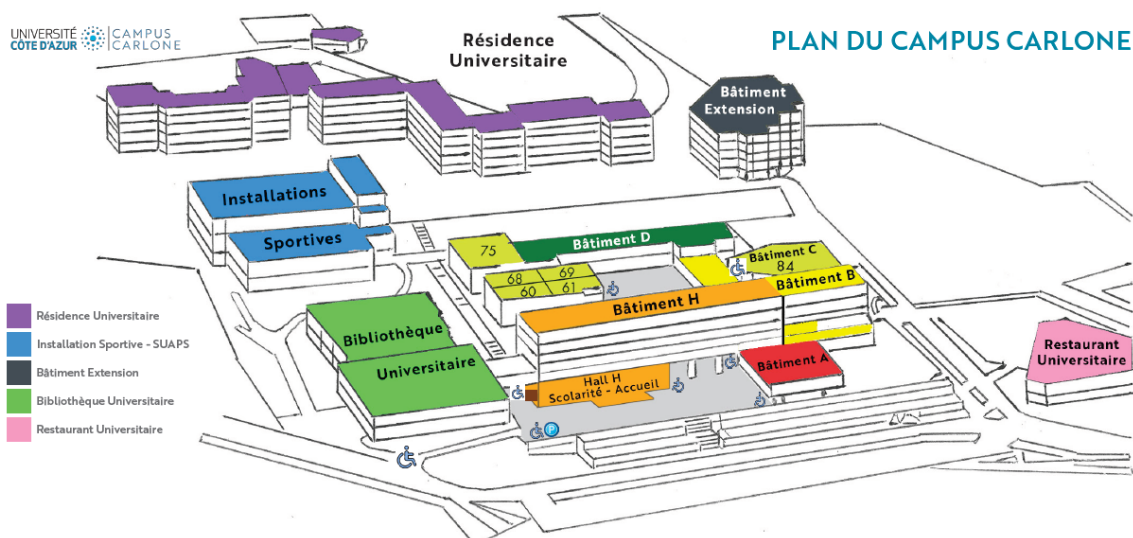 UNIVERSITÉ
CÔTE D'AZUR
CAMPUS
CARLONE
Résidence
Universitaire
PLAN DU CAMPUS CARLONE
Bâtiment
Extension
Installations
Sportives
75
Bâtiment D
Bâtiment C
84
68
69
60
61
Bâtiment B
Bâtiment H
Bibliothèque
Universitaire
Bâtiment A
Hall H
Scolarité - Accueil
P
Restaurant
Universitaire
Résidence Universitaire
Installation Sportive - SUAPS
Bâtiment Extension
Bibliothèque Universitaire
Restaurant Universitaire